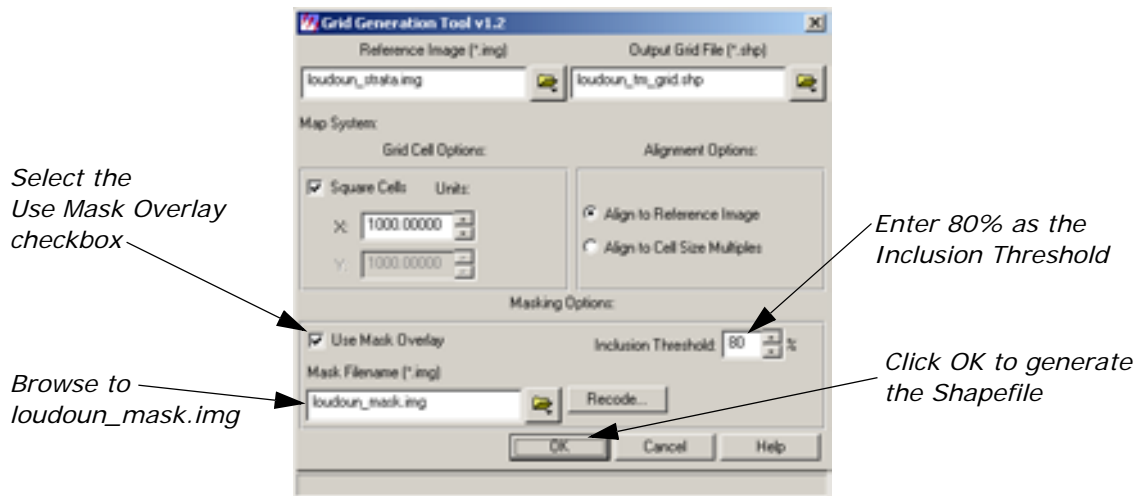 Grid Generation Tool v1.2
Reference Image (*.img)
Output Grid File (*.shp)
loudoun_strata.img
loudoun_tm_grid.shp
Map System:
Grid Cell Options:
Alignment Options:
Select the
Use Mask Overlay
checkbox
Square Cells Units:
X: 1000.00000
Y: 1000.00000
Align to Reference Image
Align to Cell Size Multiples
Enter 80% as the
Inclusion Threshold
Masking Options:
Use Mask Overlay
Inclusion Threshold: 80 %
Mask Filename (*.img)
Browse to
loudoun_mask.img
loudoun_mask.img
Recode...
Click OK to generate
the Shapefile
OK
Cancel
Help